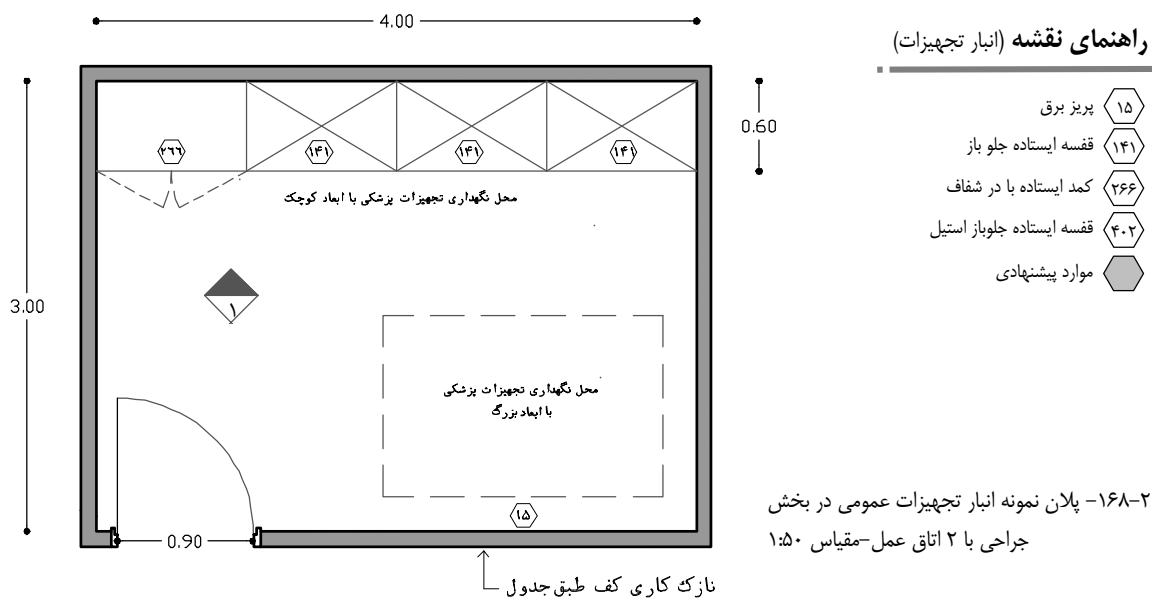 4.00
راهنمای نقشه (انبار تجهیزات)
۱۵ پریز برق
۱۴۱ قفسه ایستاده جلو باز
۲۶۶ کمد ایستاده با در شفاف
۴۰۲ قفسه ایستاده جلوباز استیل
موارد پیشنهادی
0.60
۱۴۱
۱۴۱
۱۴۱
۲٦٦
محل نگهداری تجهیزات پزشکی با ابعاد کوچک
3.00
۱
محل نگهداری تجهیزات پزشکی
با ابعاد بزرگ
۱۵
0.90
نازک کاری کف طبق جدول
۲-۱۶۸- پلان نمونه انبار تجهیزات عمومی در بخش
جراحی با ۲ اتاق عمل-مقیاس ۱:۵۰